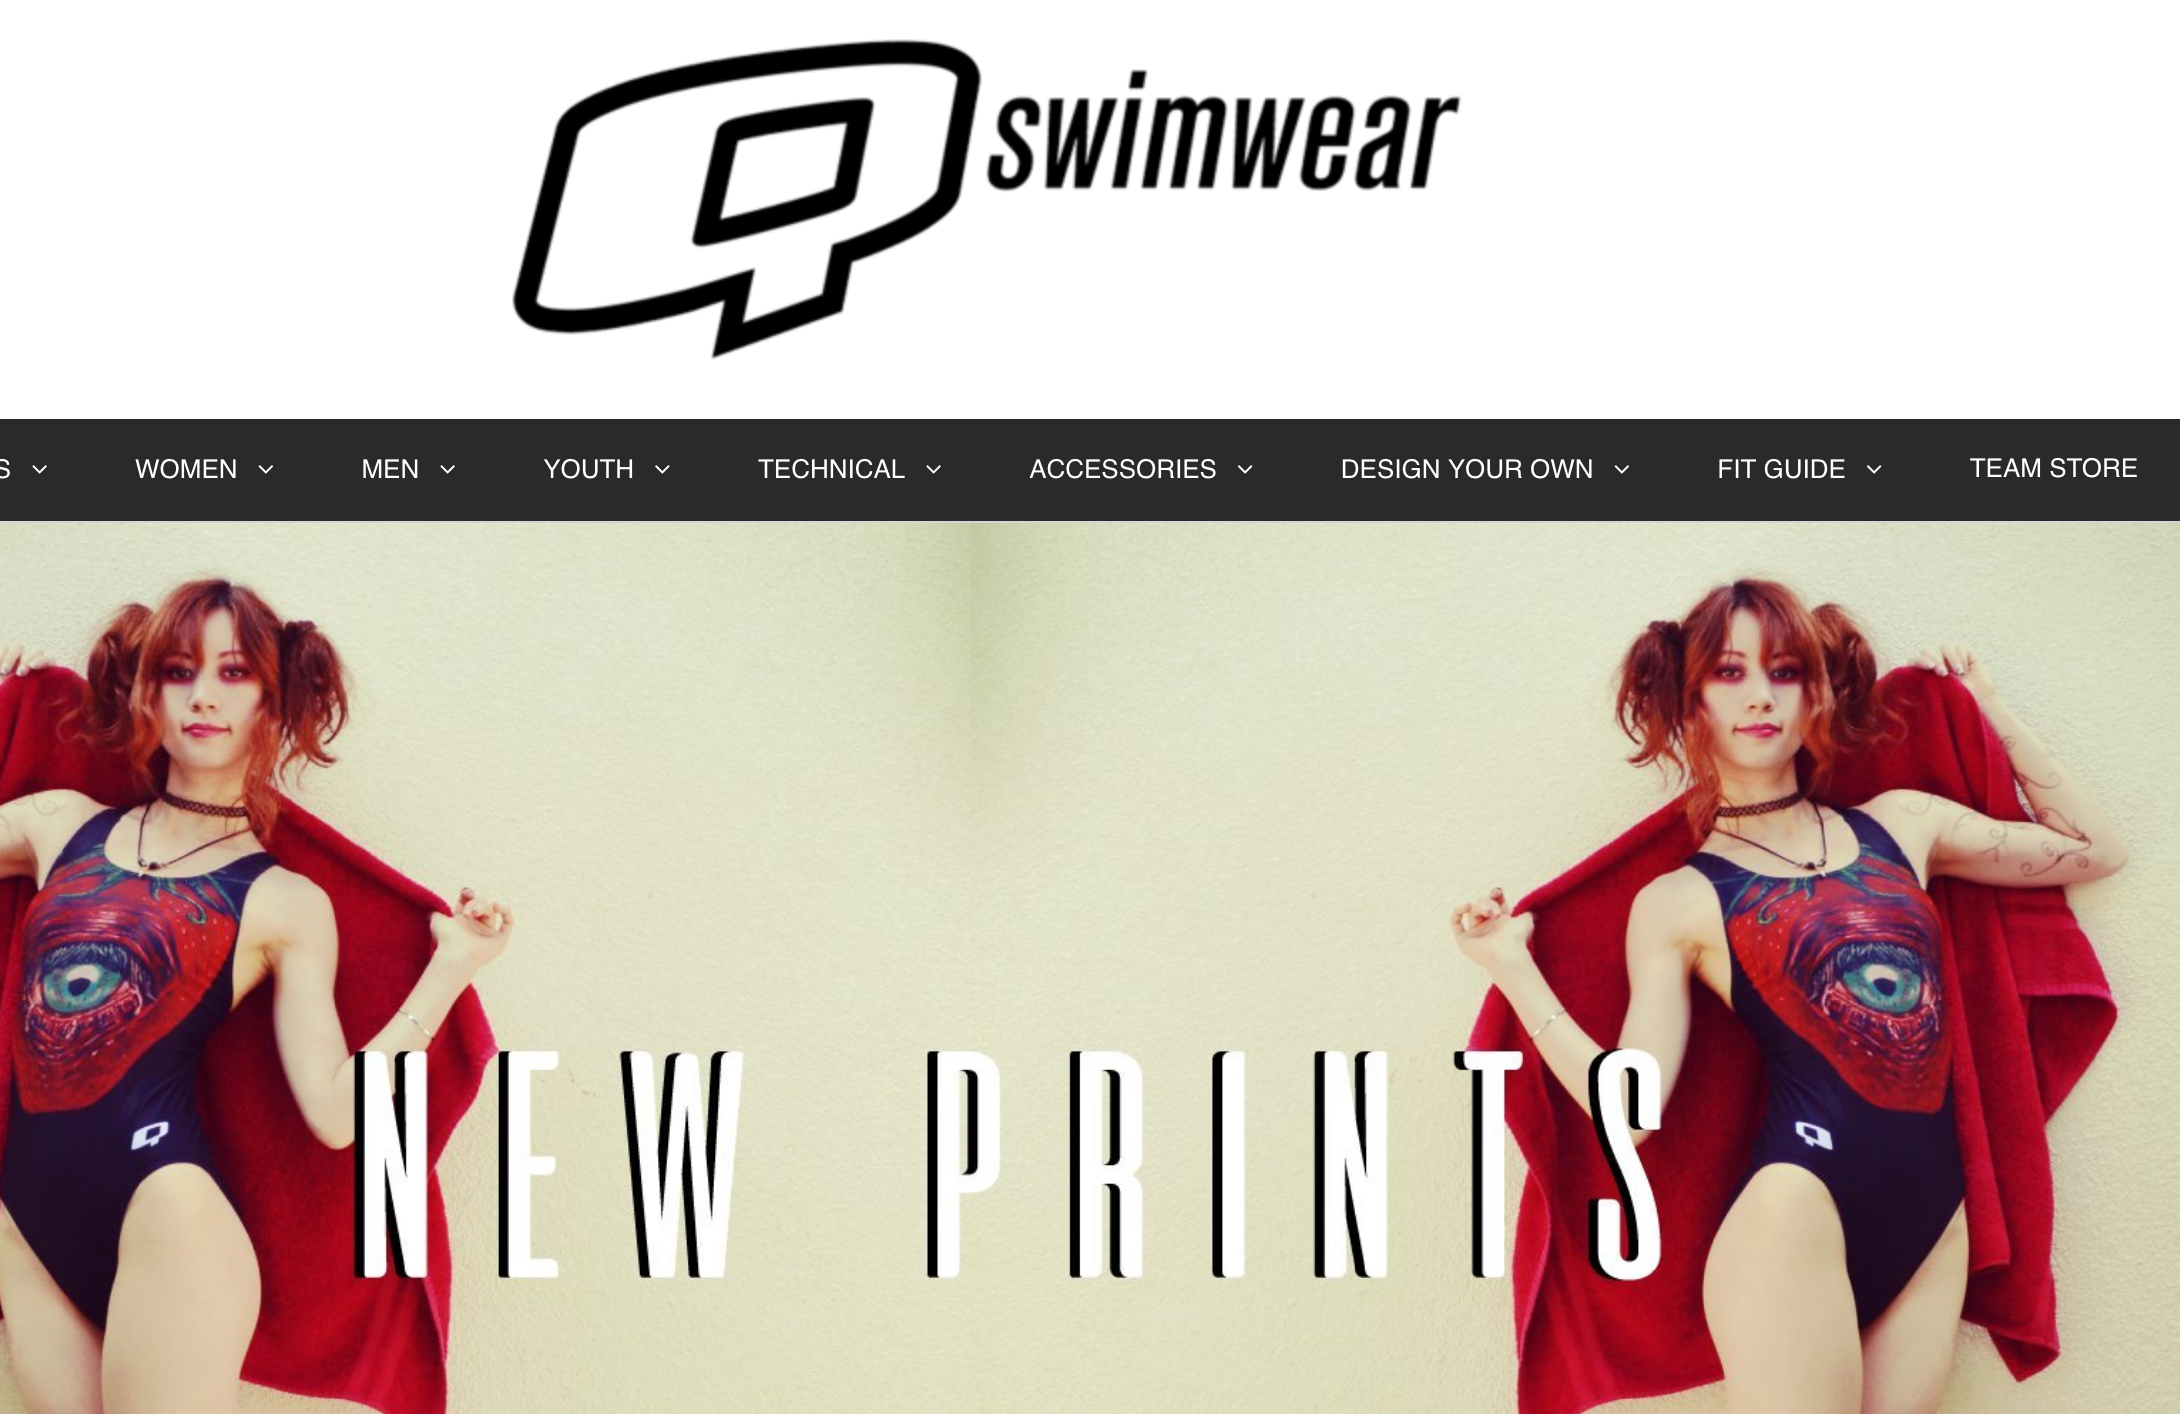 Q swimwear
S WOMEN MEN YOUTH TECHNICAL ACCESSORIES DESIGN YOUR OWN FIT GUIDE TEAM STORE
NEW PRINTS